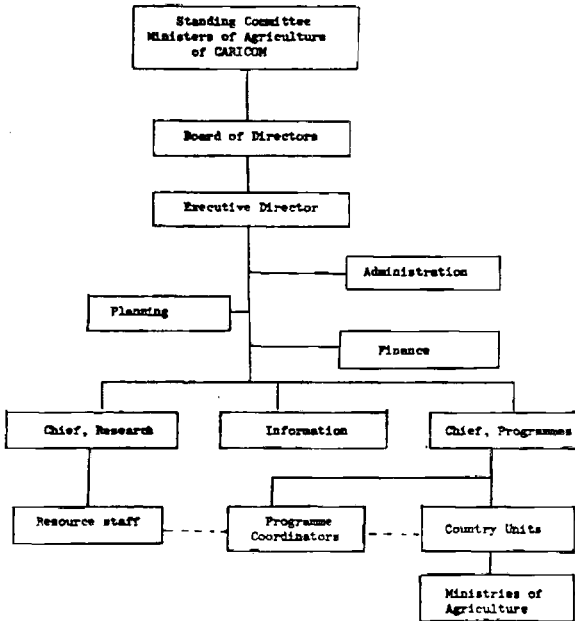 Standing Committee
Ministers of Agriculture
of CARICOM
Board of Directors
Executive Director
Administration
Planning
Finance
Chief, Research
Information
Chief, Programmes
Resource staff
Programme
Coordinators
Country Units
Ministries of
Agriculture